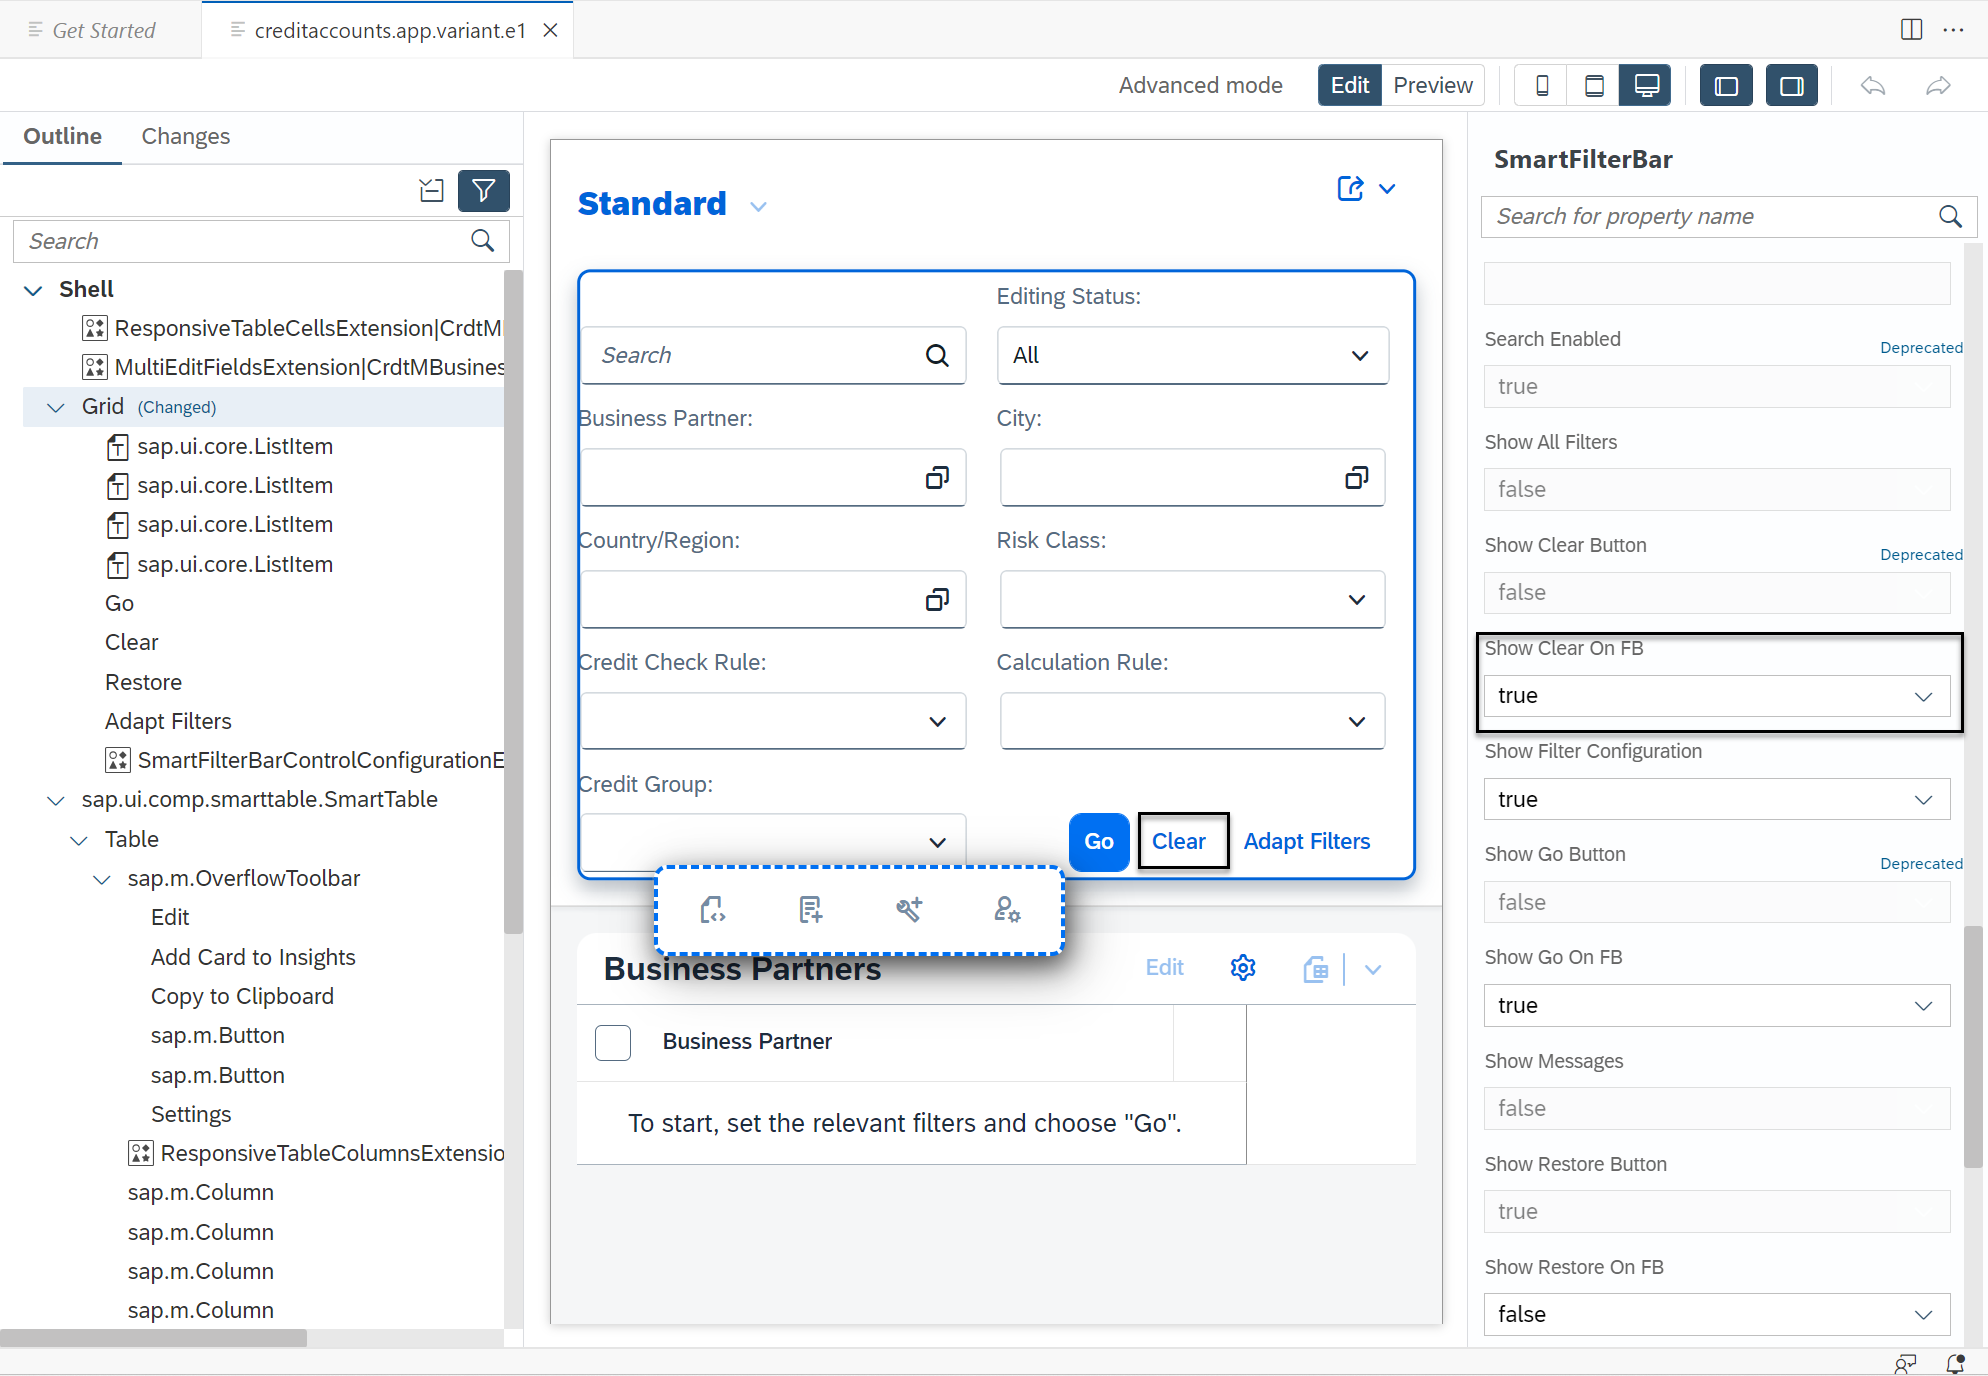 Get Started
creditaccounts.app.variant.e1
Advanced mode
Edit
Preview
Outline
Changes
Search
Shell
ResponsiveTableCellsExtension|CrdtM
MultiEditFieldsExtension|CrdtMBusines
Grid (Changed)
sap.ui.core.ListItem
sap.ui.core.ListItem
sap.ui.core.ListItem
sap.ui.core.ListItem
Go
Clear
Restore
Adapt Filters
SmartFilterBarControlConfigurationE
sap.ui.comp.smarttable.SmartTable
Table
sap.m.OverflowToolbar
Edit
Add Card to Insights
Copy to Clipboard
sap.m.Button
sap.m.Button
Settings
ResponsiveTableColumnsExtensio
sap.m.Column
sap.m.Column
sap.m.Column
sap.m.Column
Standard
Editing Status:
Search
All
Business Partner:
City:
Country/Region:
Risk Class:
Credit Check Rule:
Calculation Rule:
Credit Group:
Go
Clear
Adapt Filters
Business Partners
Edit
Business Partner
To start, set the relevant filters and choose "Go".
SmartFilterBar
Search for property name
Search Enabled
Deprecated
true
Show All Filters
false
Show Clear Button
Deprecated
false
Show Clear On FB
true
Show Filter Configuration
true
Show Go Button
Deprecated
false
Show Go On FB
true
Show Messages
false
Show Restore Button
true
Show Restore On FB
false